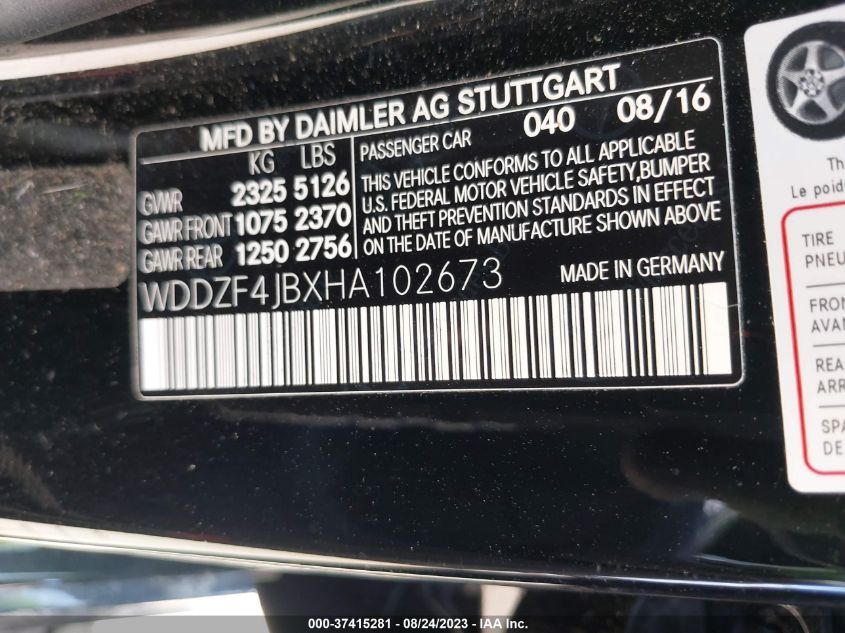 MFD BY DAIMLER AG STUTTGART
KG LBS
GVWR 2325 5126
GAWR FRONT 1075 2370
GAWR REAR 1250 2756
PASSENGER CAR 040 08/16
THIS VEHICLE CONFORMS TO ALL APPLICABLE
U.S. FEDERAL MOTOR VEHICLE SAFETY,BUMPER
AND THEFT PREVENTION STANDARDS IN EFFECT
ON THE DATE OF MANUFACTURE SHOWN ABOVE
WDDZF4JBXHA102673 MADE IN GERMANY
Th
Le poid
TIRE
PNEU
FRON
AVAN
REA
ARR
SPA
DE
000-37415281 - 08/24/2023 - IAA Inc.